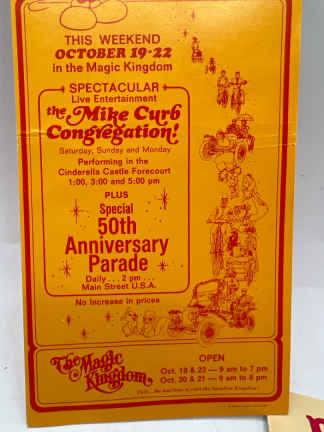 THIS WEEKEND
OCTOBER 19-22
in the Magic Kingdom
SPECTACULAR
Live Entertainment
the Mike Curb
Congregation!
Saturday, Sunday and Monday
Performing in the
Cinderella Castle Forecourt
1:00, 3:00 and 5:00 pm
PLUS
Special
50th
Anniversary
Parade
Daily . . . 2 pm . . .
Main Street U.S.A.
No Increase in prices
The Magic
Kingdom
OPEN
Oct. 19 & 22 — 9 am to 7 pm
Oct. 20 & 21 — 9 am to 8 pm